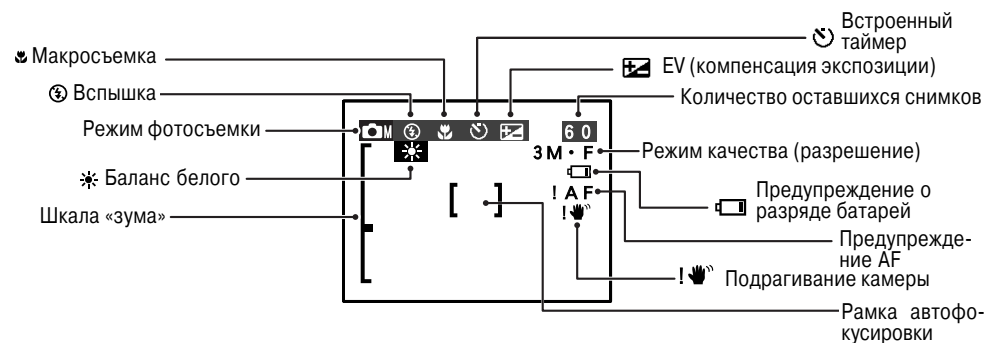 Встроенный
таймер
Макросъемка
EV (компенсация экспозиции)
Вспышка
Количество оставшихся снимков
Режим фотосъемки
M
60
3M · F
Режим качества (разрешение)
Баланс белого
! AF
Предупреждение о
разряде батарей
Шкала «зума»
!
Предупрежде-
ние AF
! Подрагивание камеры
Рамка автофо-
кусировки